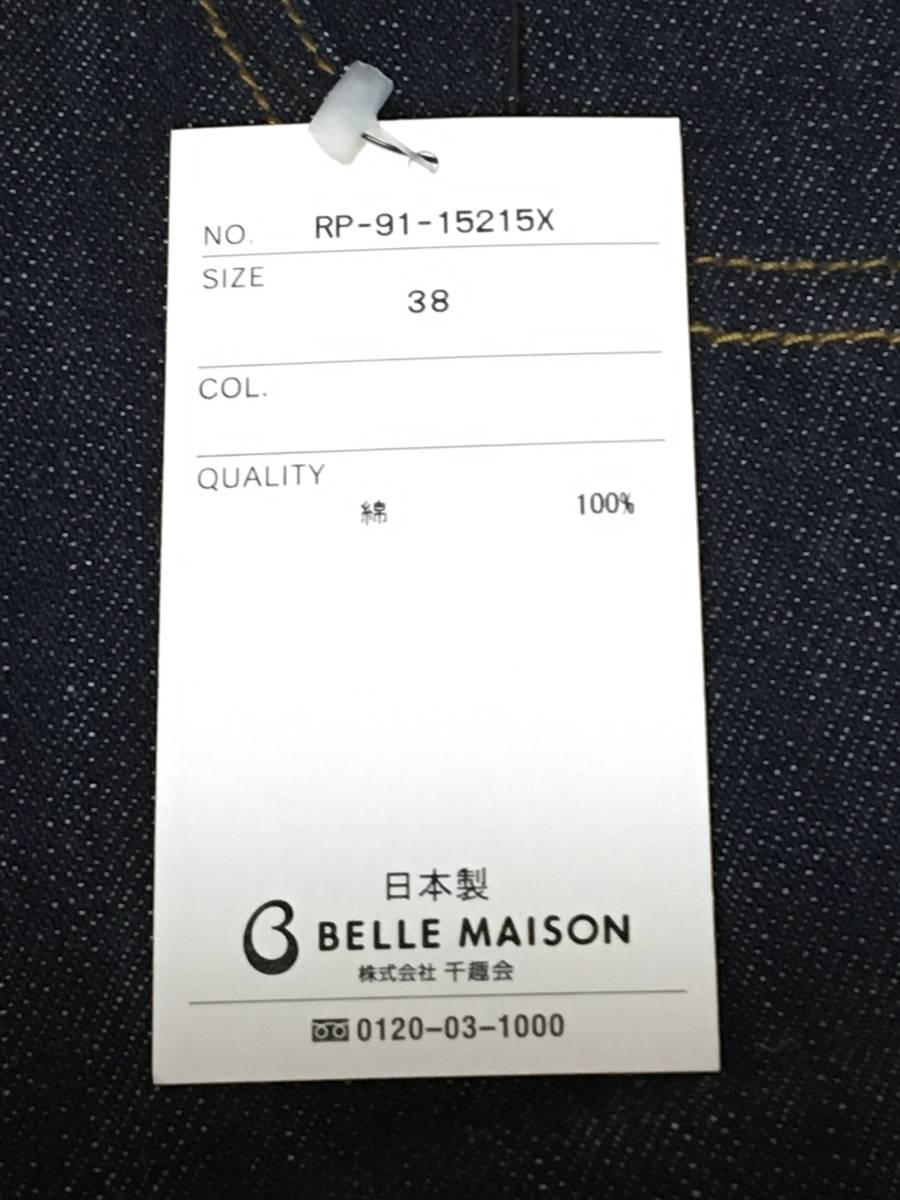 NO. RP-91-15215X
SIZE
38
COL.
QUALITY
綿 100%
日本製
BELLE MAISON
株式会社 千趣会
0120-03-1000